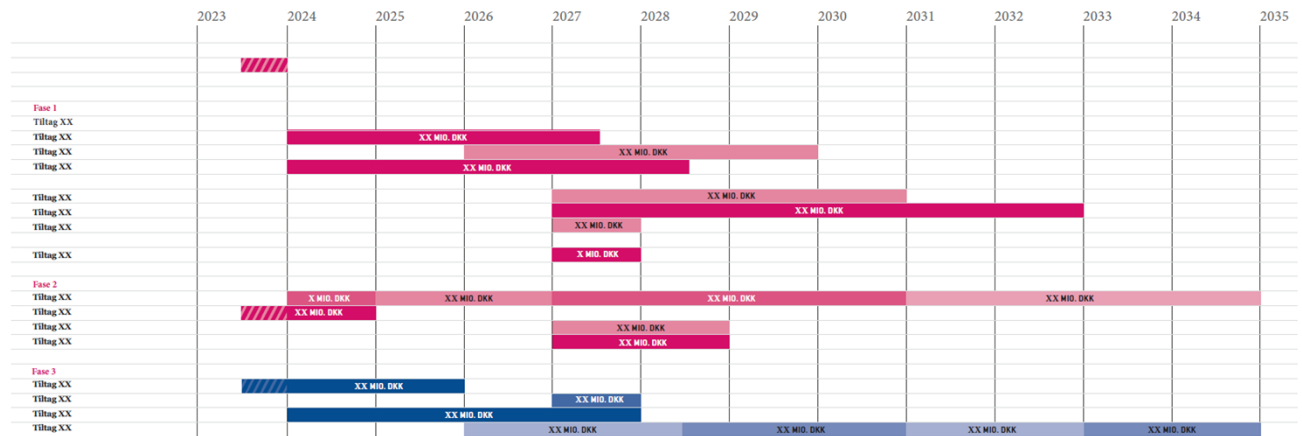 2023 2024 2025 2026 2027 2028 2029 2030 2031 2032 2033 2034 2035
Fase 1
Tiltag XX
Tiltag XX XX MIO. DKK
Tiltag XX XX MIO. DKK
Tiltag XX XX MIO. DKK
Tiltag XX XX MIO. DKK
Tiltag XX XX MIO. DKK
Tiltag XX XX MIO. DKK
Tiltag XX X MIO. DKK
Fase 2
Tiltag XX X MIO. DKK XX MIO. DKK XX MIO. DKK XX MIO. DKK
Tiltag XX XX MIO. DKK
Tiltag XX XX MIO. DKK
Tiltag XX XX MIO. DKK
Fase 3
Tiltag XX XX MIO. DKK
Tiltag XX XX MIO. DKK
Tiltag XX XX MIO. DKK
Tiltag XX XX MIO. DKK XX MIO. DKK XX MIO. DKK XX MIO. DKK